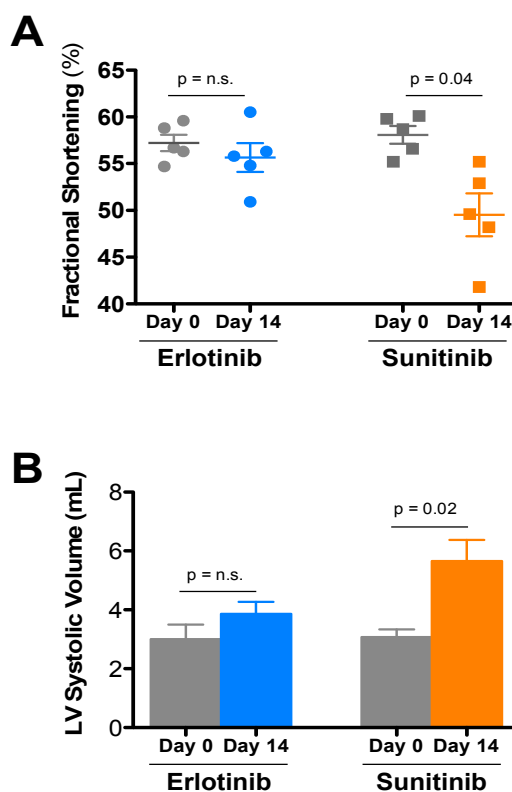 A
Fractional Shortening (%)
65
60
55
50
45
40
p = n.s.
p = 0.04
Day 0 Day 14 Day 0 Day 14
Erlotinib Sunitinib
B
LV Systolic Volume (mL)
8
6
4
2
0
p = n.s.
p = 0.02
Day 0 Day 14 Day 0 Day 14
Erlotinib Sunitinib